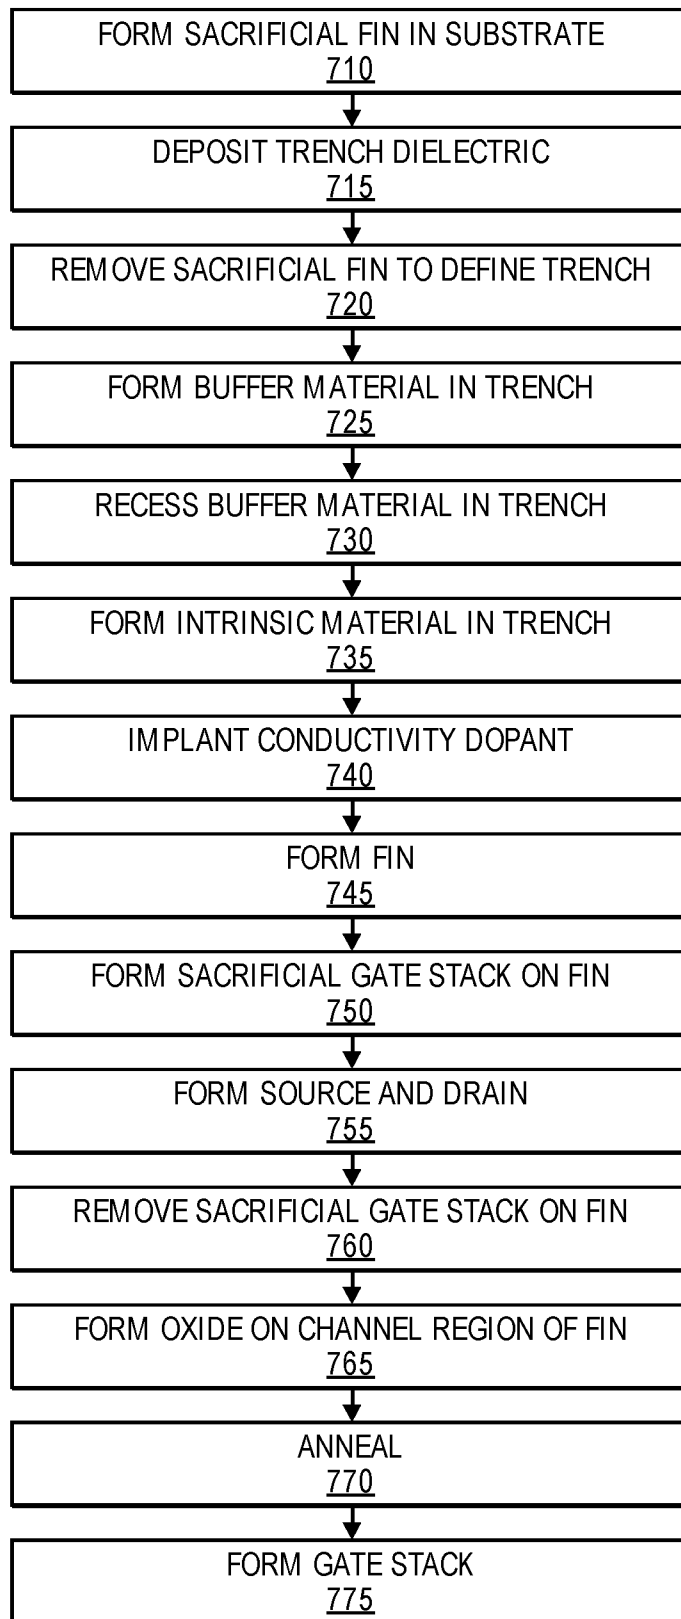 FORM SACRIFICIAL FIN IN SUBSTRATE
710
DEPOSIT TRENCH DIELECTRIC
715
REMOVE SACRIFICIAL FIN TO DEFINE TRENCH
720
FORM BUFFER MATERIAL IN TRENCH
725
RECESS BUFFER MATERIAL IN TRENCH
730
FORM INTRINSIC MATERIAL IN TRENCH
735
IMPLANT CONDUCTIVITY DOPANT
740
FORM FIN
745
FORM SACRIFICIAL GATE STACK ON FIN
750
FORM SOURCE AND DRAIN
755
REMOVE SACRIFICIAL GATE STACK ON FIN
760
FORM OXIDE ON CHANNEL REGION OF FIN
765
ANNEAL
770
FORM GATE STACK
775